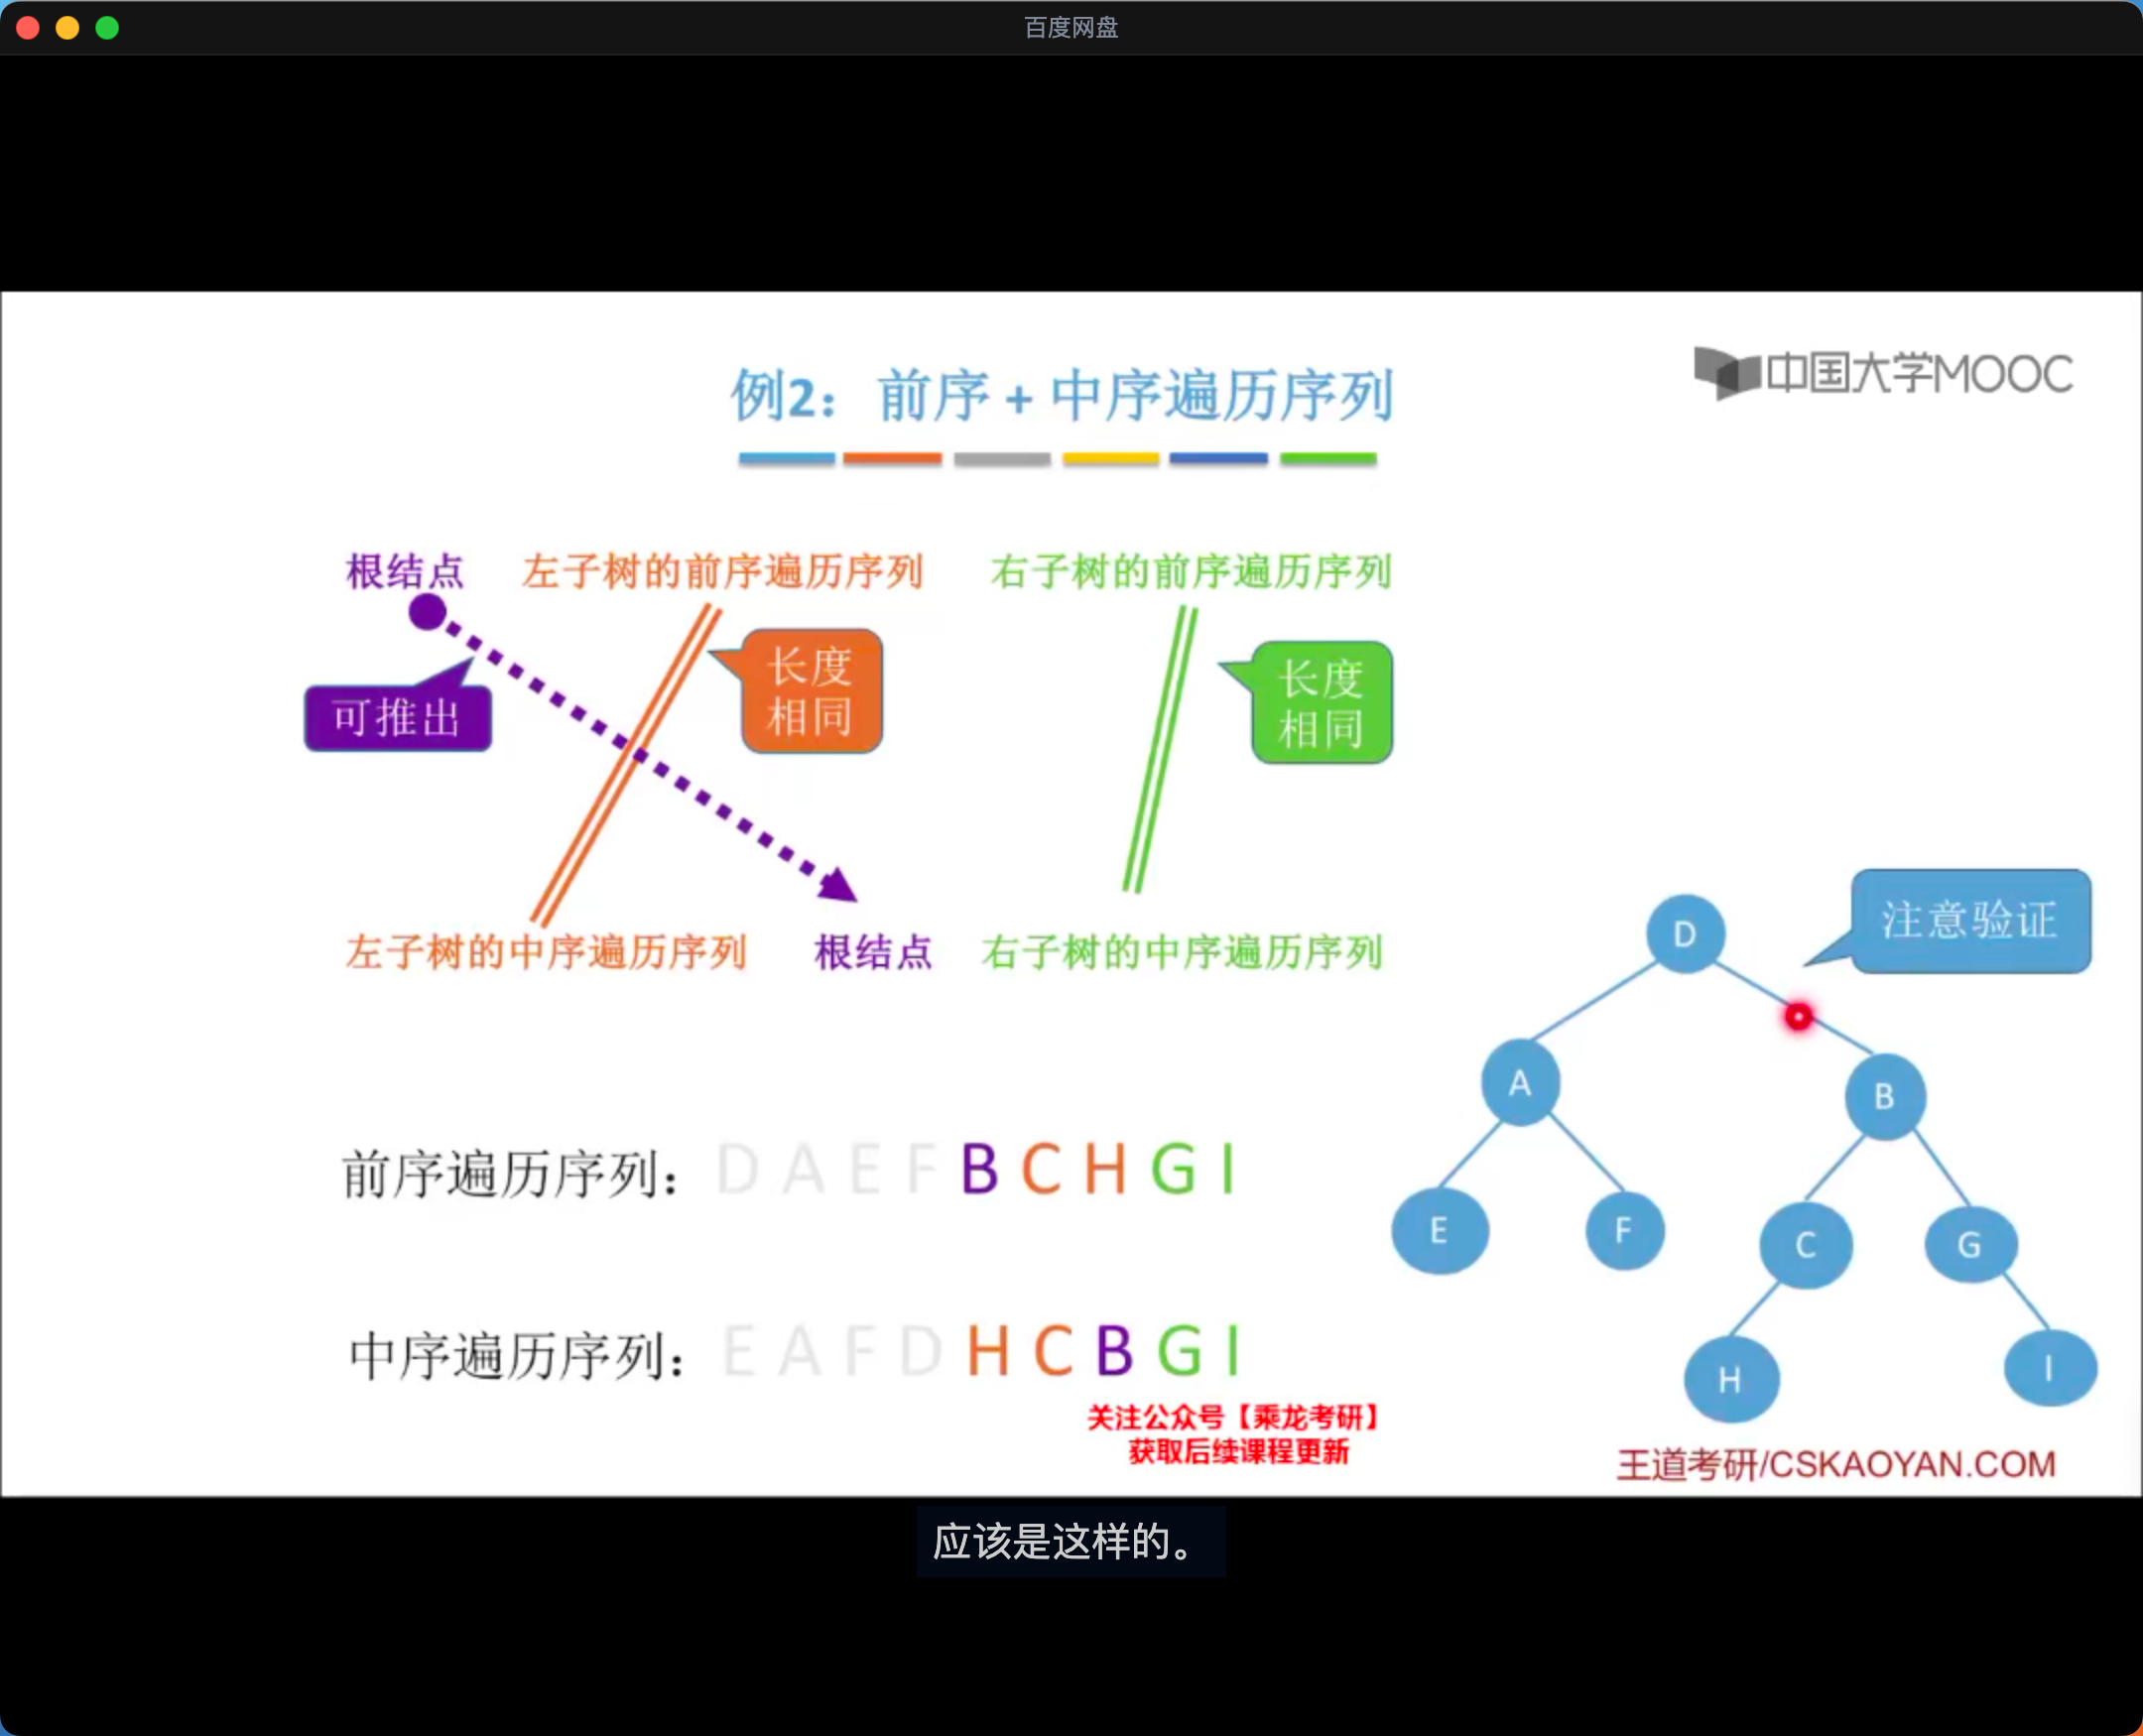 百度网盘
例2：前序 + 中序遍历序列
中国大学MOOC
根结点 左子树的前序遍历序列 右子树的前序遍历序列
可推出
长度
相同
长度
相同
左子树的中序遍历序列 根结点 右子树的中序遍历序列
注意验证
D
A
B
E
F
C
G
H
I
前序遍历序列：D A E F B C H G I
中序遍历序列：E A F D H C B G I
关注公众号【乘龙考研】
获取后续课程更新
王道考研/CSKAOYAN.COM
应该是这样的。